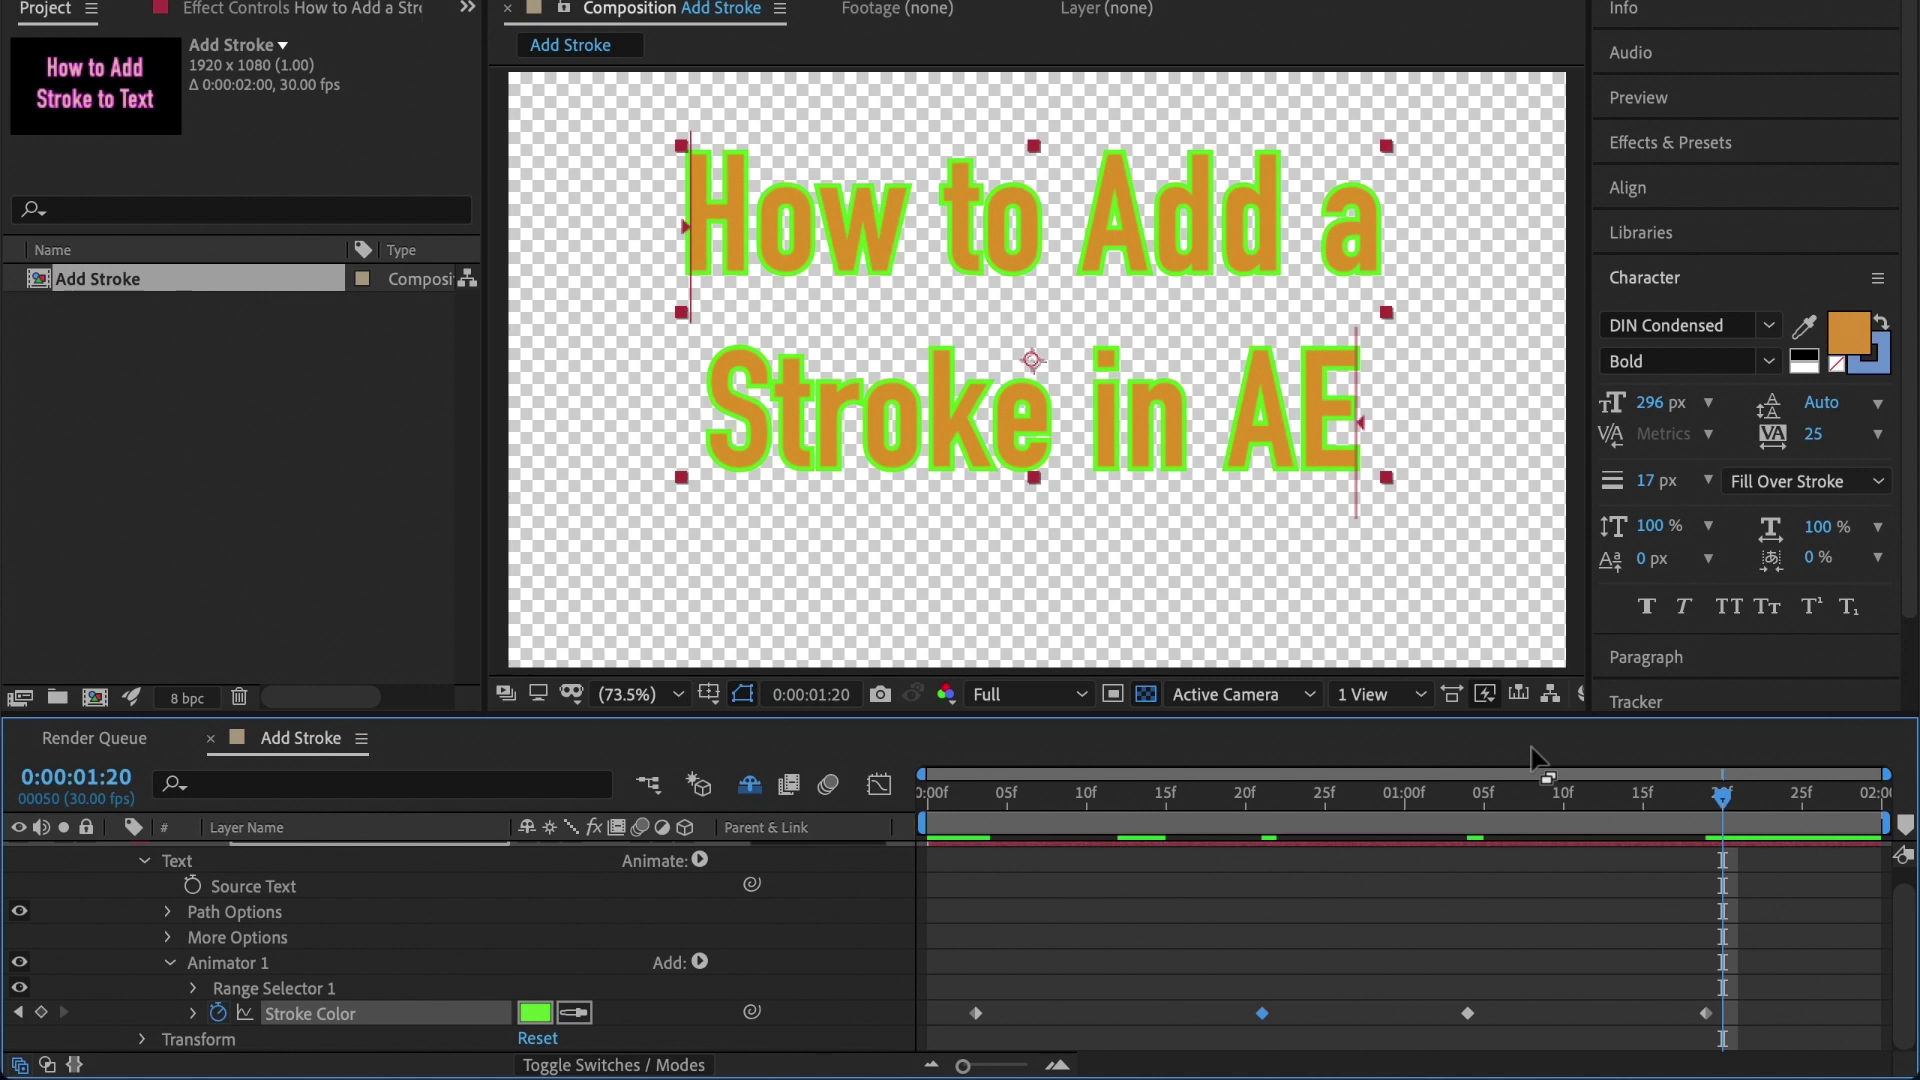 Project
Effect Controls How to Add a Str
Composition Add Stroke
Footage (none)
Layer (none)
Info
How to Add
Stroke to Text
Add Stroke
1920 x 1080 (1.00)
Δ 0:00:02:00, 30.00 fps
Add Stroke
Audio
Preview
Effects & Presets
Align
Libraries
Name
Type
Add Stroke
Composi
How to Add a
Stroke in AE
Character
DIN Condensed
Bold
296 px
Auto
Metrics
25
17 px
Fill Over Stroke
100 %
100 %
0 px
0 %
T T TT Tt T¹ T₁
Paragraph
Tracker
8 bpc
(73.5%)
0:00:01:20
Full
Active Camera
1 View
Render Queue
Add Stroke
0:00:01:20
00050 (30.00 fps)
0:00f 05f 10f 15f 20f 25f 01:00f 05f 10f 15f 25f 02:00
# Layer Name
fx
Parent & Link
Text
Animate:
Source Text
Path Options
More Options
Animator 1
Add:
Range Selector 1
Stroke Color
Transform
Reset
Toggle Switches / Modes